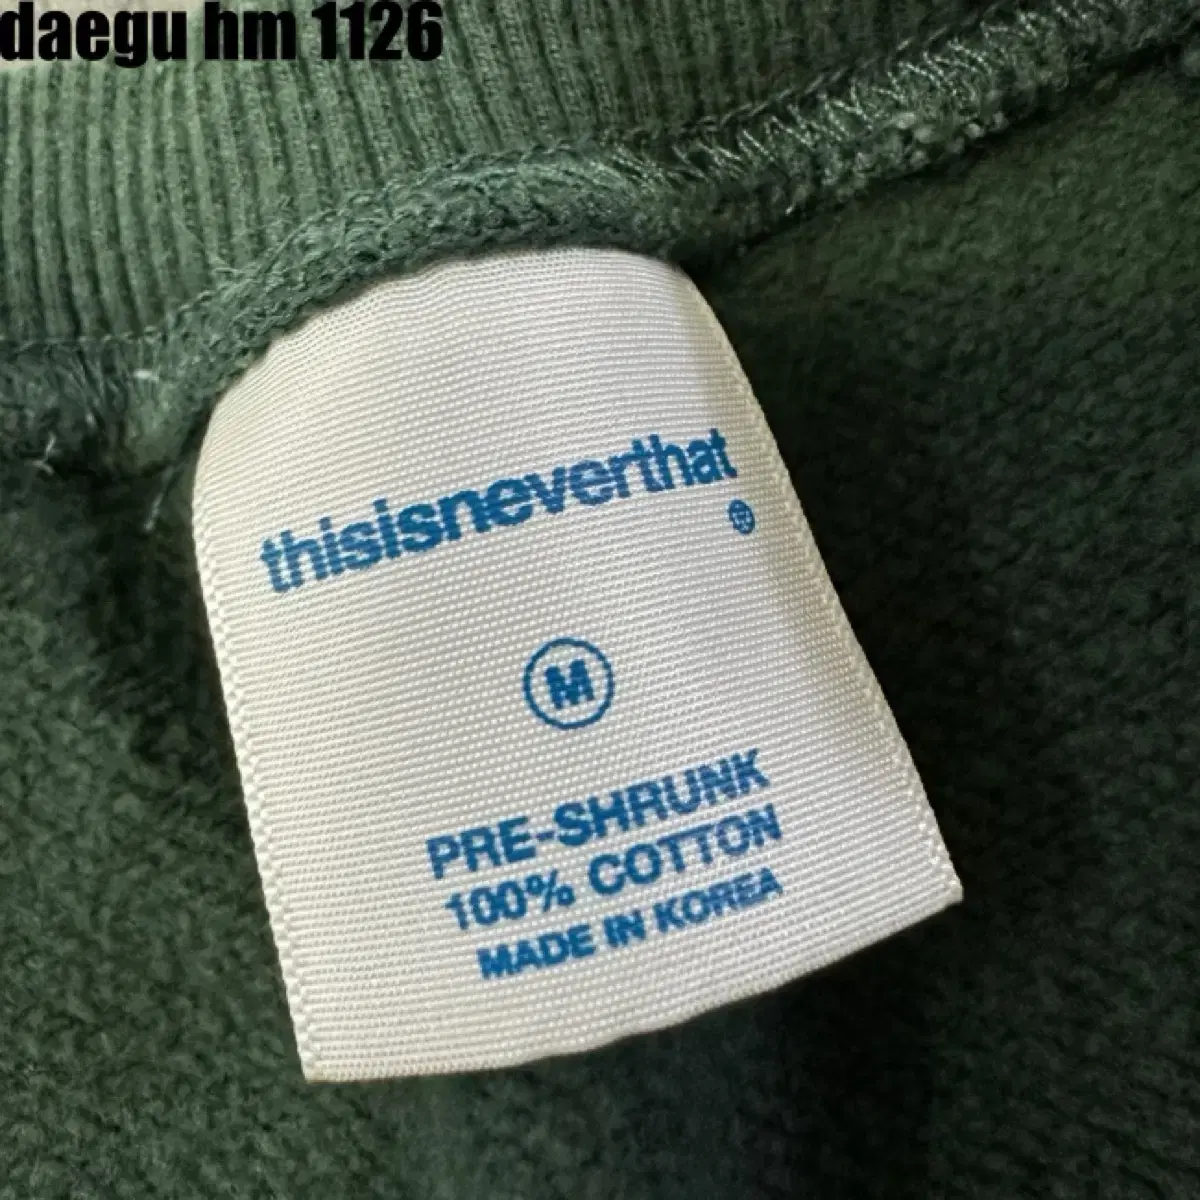 daegu hm 1126
thisisneverthat
®
M
PRE-SHRUNK
100% COTTON
MADE IN KOREA